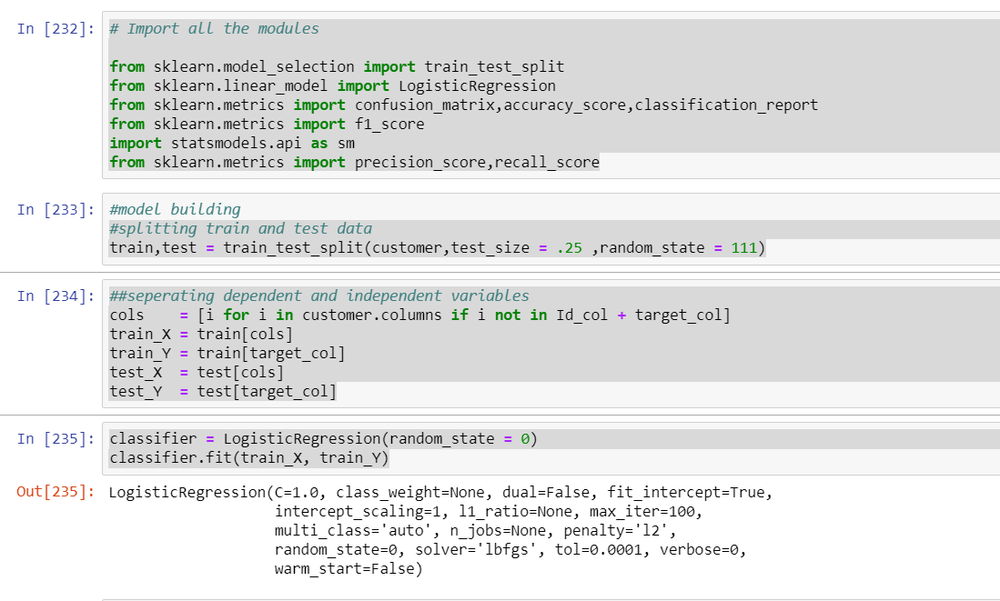 In [232]: # Import all the modules
from sklearn.model_selection import train_test_split
from sklearn.linear_model import LogisticRegression
from sklearn.metrics import confusion_matrix,accuracy_score,classification_report
from sklearn.metrics import f1_score
import statsmodels.api as sm
from sklearn.metrics import precision_score,recall_score
In [233]: #model building
#splitting train and test data
train,test = train_test_split(customer,test_size = .25 ,random_state = 111)
In [234]: ##seperating dependent and independent variables
cols    = [i for i in customer.columns if i not in Id_col + target_col]
train_X = train[cols]
train_Y = train[target_col]
test_X  = test[cols]
test_Y  = test[target_col]
In [235]: classifier = LogisticRegression(random_state = 0)
classifier.fit(train_X, train_Y)
Out[235]: LogisticRegression(C=1.0, class_weight=None, dual=False, fit_intercept=True,
intercept_scaling=1, l1_ratio=None, max_iter=100,
multi_class='auto', n_jobs=None, penalty='l2',
random_state=0, solver='lbfgs', tol=0.0001, verbose=0,
warm_start=False)